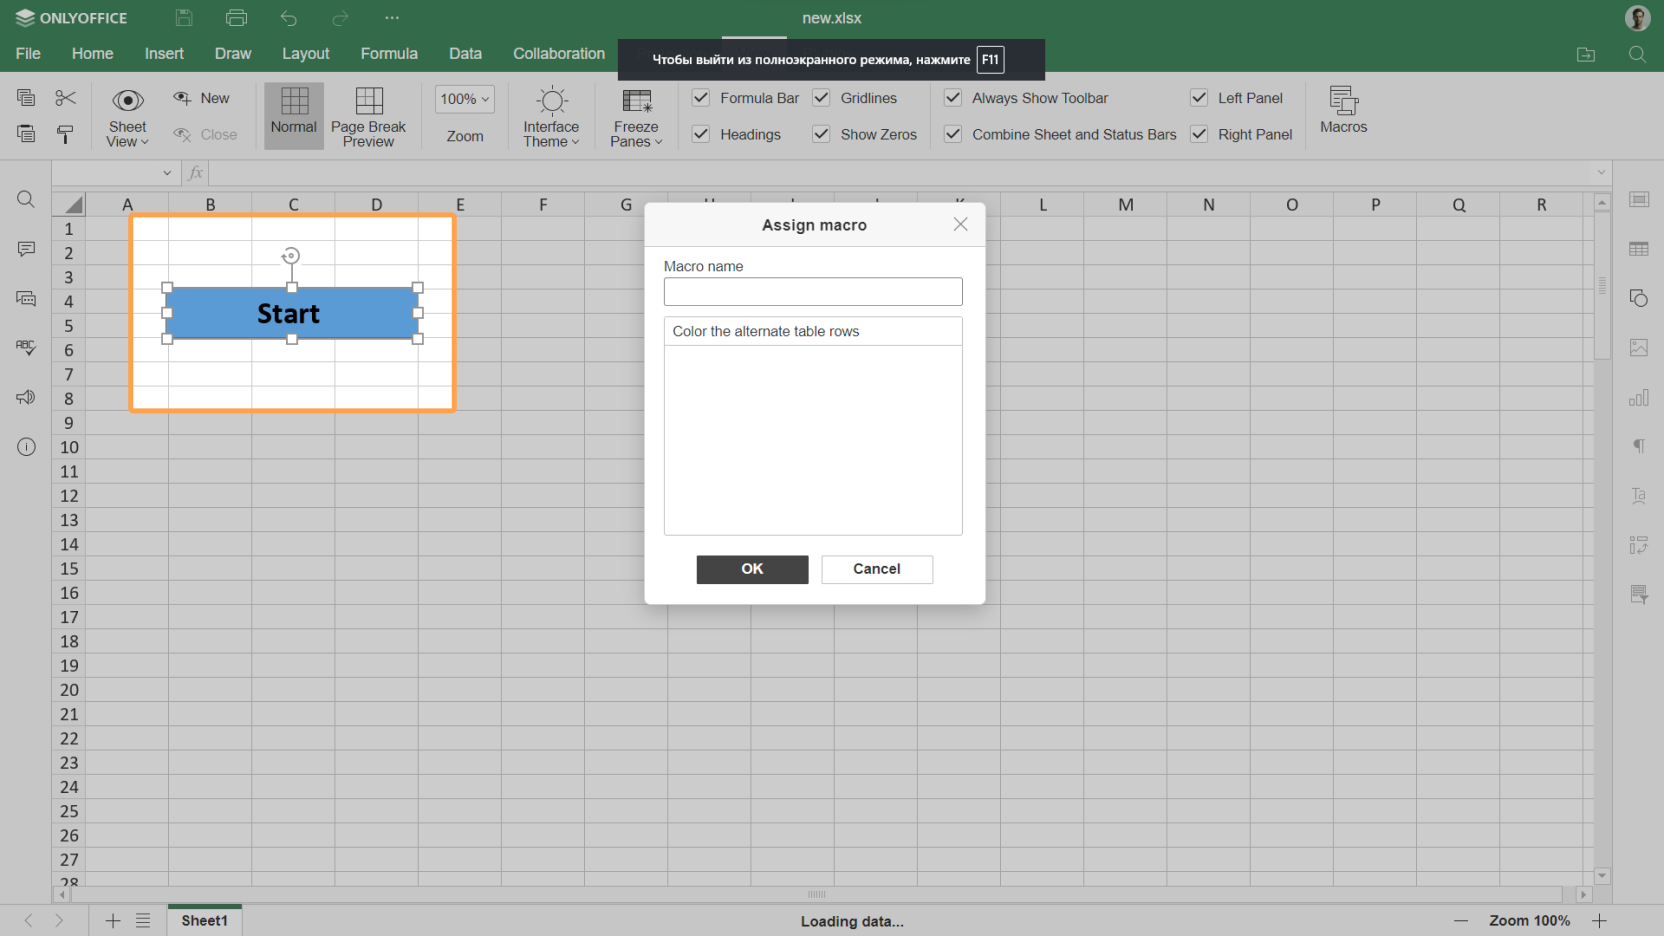 ONLYOFFICE
new.xlsx
File Home Insert Draw Layout Formula Data Collaboration
Чтобы выйти из полноэкранного режима, нажмите F11
Sheet View
New
Close
Normal
Page Break Preview
100%
Zoom
Interface Theme
Freeze Panes
Formula Bar
Headings
Gridlines
Show Zeros
Always Show Toolbar
Combine Sheet and Status Bars
Left Panel
Right Panel
Macros
fx
A B C D E F G L M N O P Q R
1
2
3
4
5
6
7
8
9
10
11
12
13
14
15
16
17
18
19
20
21
22
23
24
25
26
27
28
Start
Assign macro
Macro name
Color the alternate table rows
OK Cancel
ABC
Ta
Sheet1
Loading data...
Zoom 100%